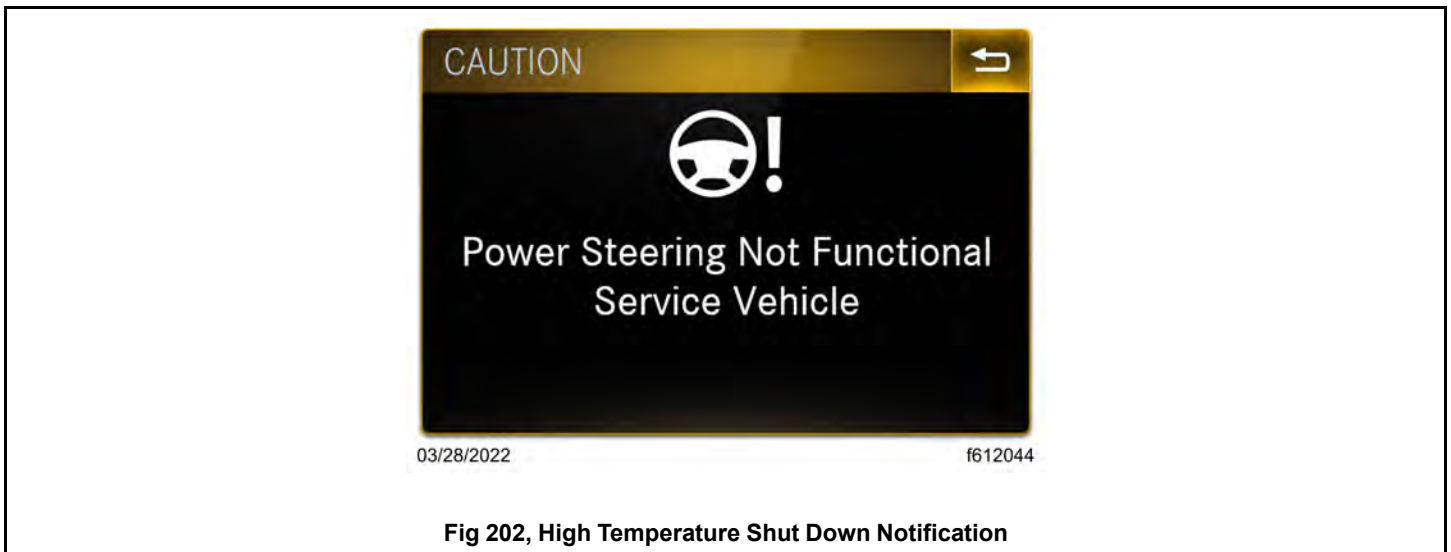 CAUTION
Power Steering Not Functional
Service Vehicle
03/28/2022
f612044
Fig 202, High Temperature Shut Down Notification